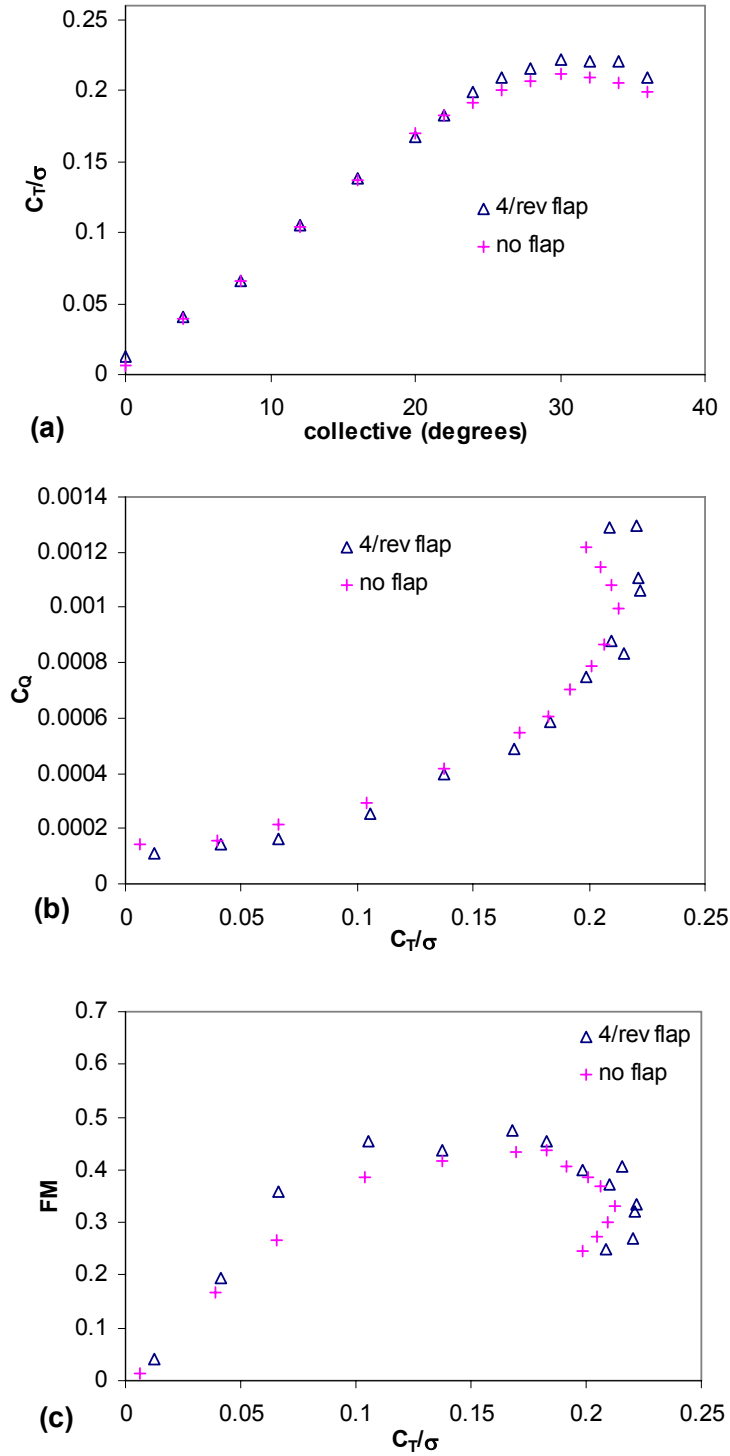 0.25
0.2
0.15
0.1
0.05
0
C_T/σ
4/rev flap
no flap
0 10 20 30 40
collective (degrees)
(a)
0.0014
0.0012
0.001
0.0008
0.0006
0.0004
0.0002
0
C_Q
4/rev flap
no flap
0 0.05 0.1 0.15 0.2 0.25
C_T/σ
(b)
0.7
0.6
0.5
0.4
0.3
0.2
0.1
0
FM
4/rev flap
no flap
0 0.05 0.1 0.15 0.2 0.25
C_T/σ
(c)